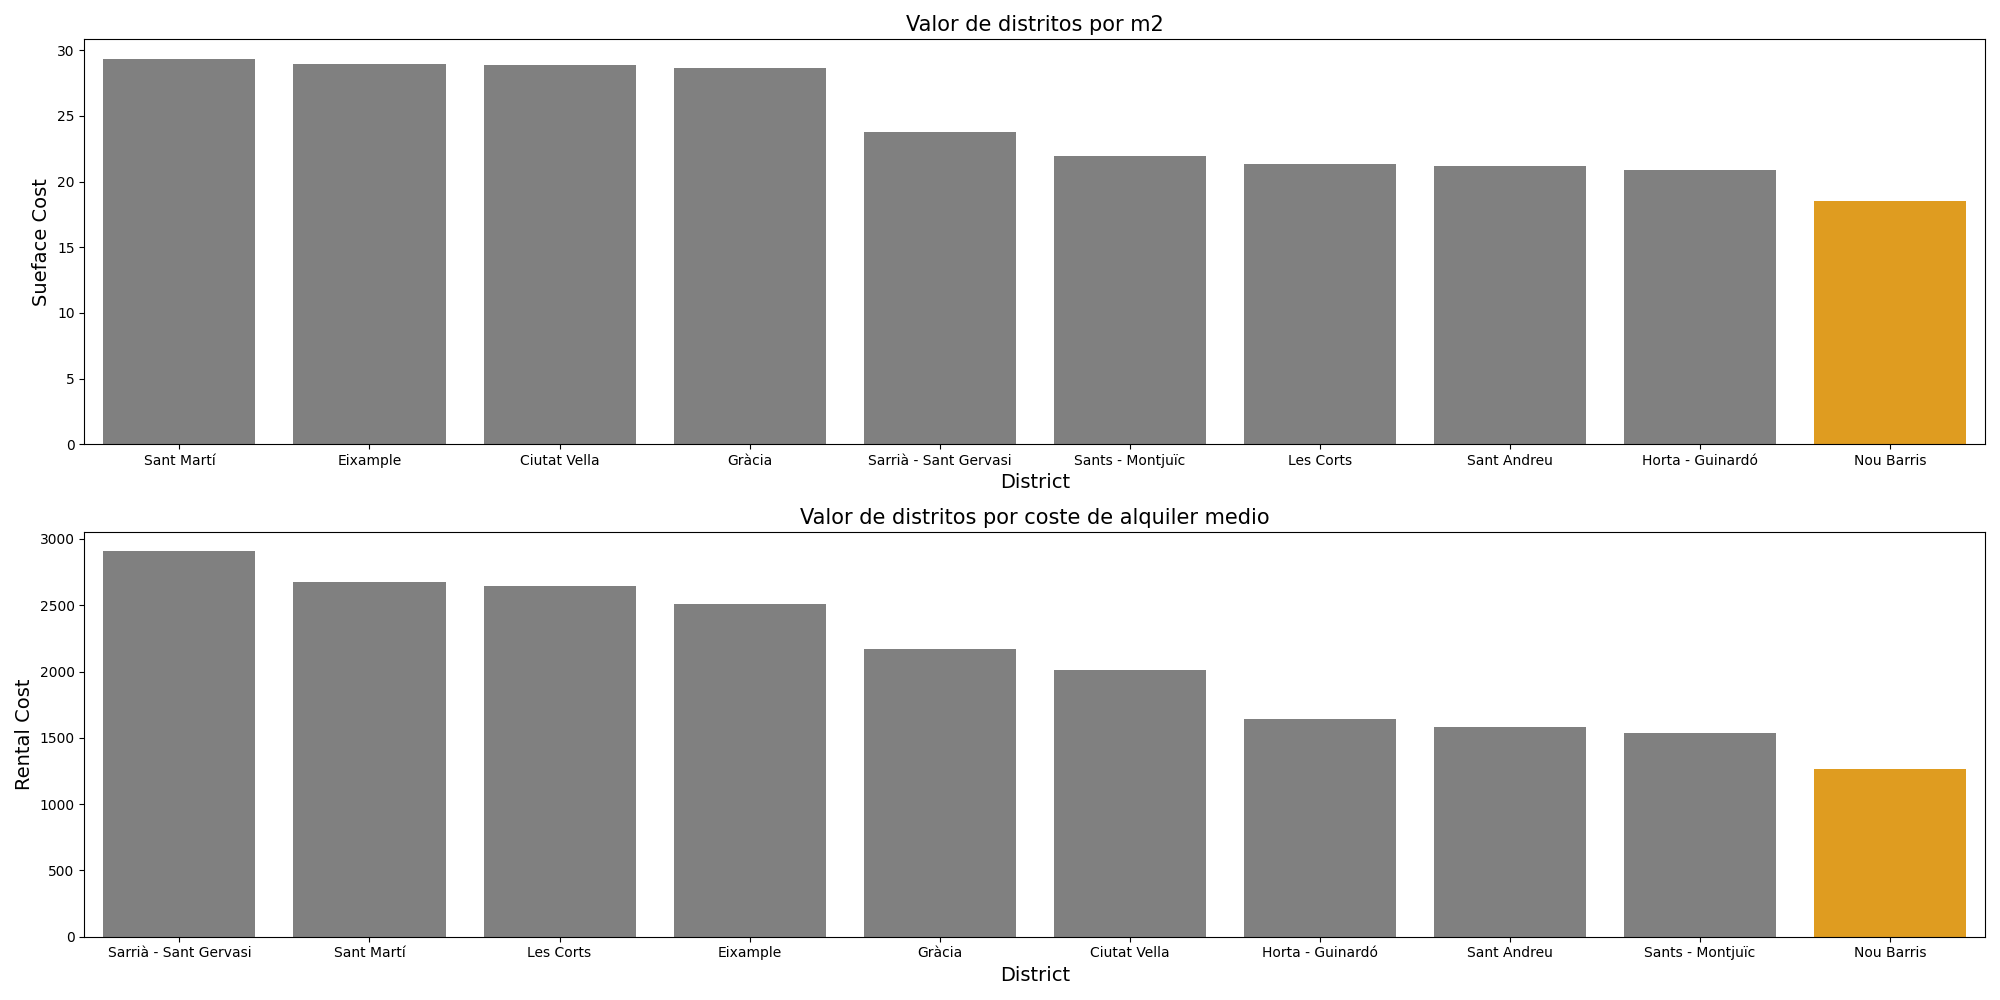 Valor de distritos por m2
30
25
20
15
10
5
0
Sueface Cost
Sant Martí Eixample Ciutat Vella Gràcia Sarrià - Sant Gervasi Sants - Montjuïc Les Corts Sant Andreu Horta - Guinardó Nou Barris
District
Valor de distritos por coste de alquiler medio
3000
2500
2000
1500
1000
500
0
Rental Cost
Sarrià - Sant Gervasi Sant Martí Les Corts Eixample Gràcia Ciutat Vella Horta - Guinardó Sant Andreu Sants - Montjuïc Nou Barris
District